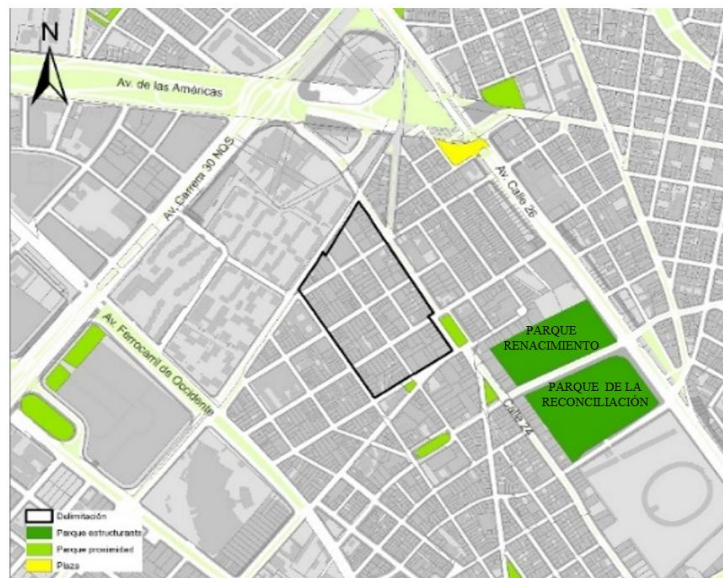 N
Av. de las Américas
Av. Carrera 30 NQS
Av. Calle 26
Av. Ferrocarril de Occidente
PARQUE
RENACIMIENTO
PARQUE DE LA
RECONCILIACIÓN
Calle 24
Delimitación
Parque estructurante
Parque proximidad
Plaza